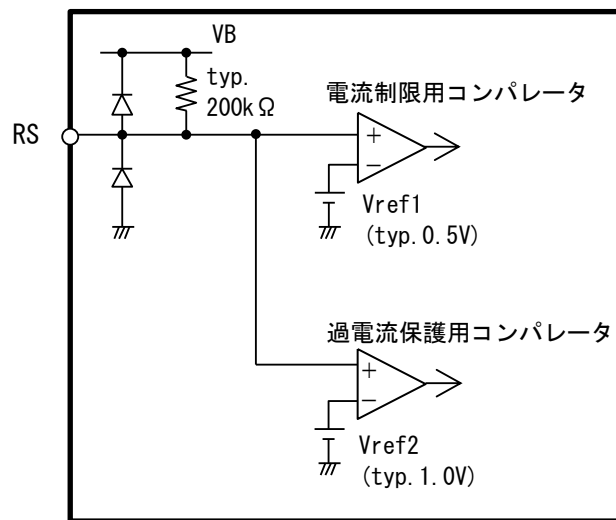 VB
typ.
200kΩ
電流制限用コンパレータ
RS
+
−
Vref1
(typ.0.5V)
過電流保護用コンパレータ
+
−
Vref2
(typ.1.0V)